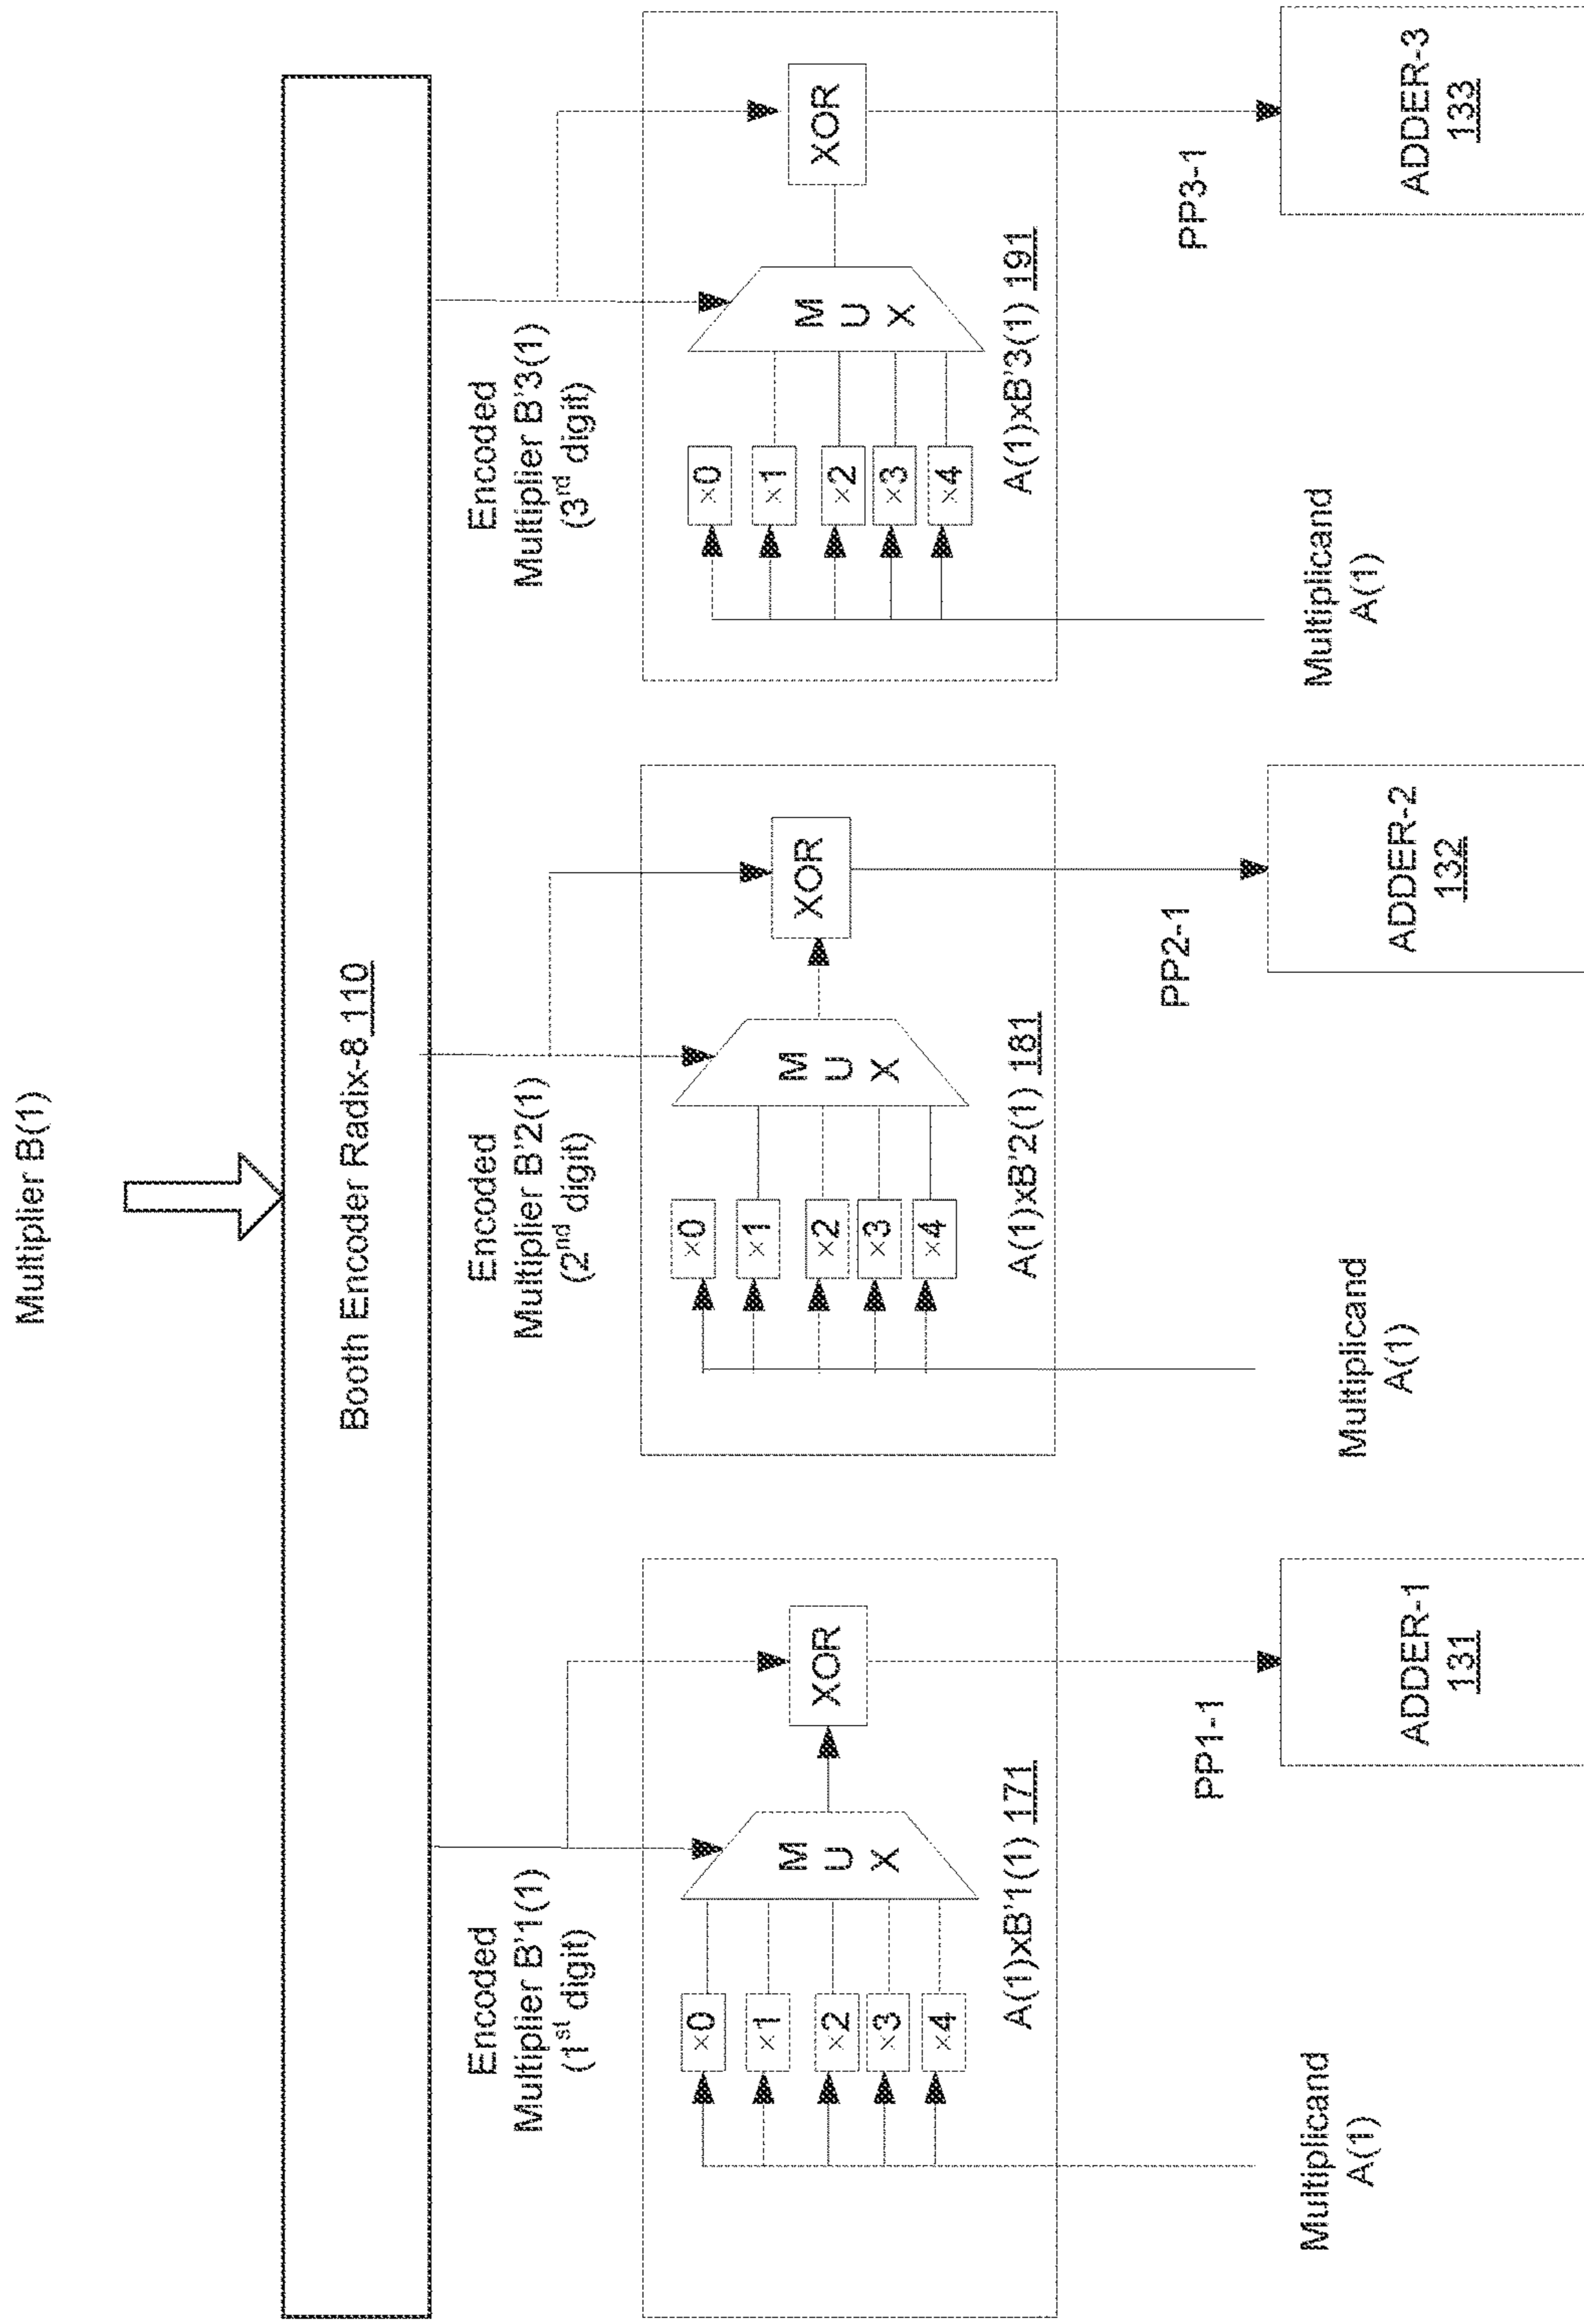 Multiplier B(1)
Booth Encoder Radix-8 110
Encoded
Multiplier B'1(1)
(1st digit)
×0
×1
×2
×3
×4
M
U
X
XOR
A(1)xB'1(1) 171
Multiplicand
A(1)
PP1-1
ADDER-1
131
Encoded
Multiplier B'2(1)
(2nd digit)
×0
×1
×2
×3
×4
M
U
X
XOR
A(1)xB'2(1) 181
Multiplicand
A(1)
PP2-1
ADDER-2
132
Encoded
Multiplier B'3(1)
(3rd digit)
×0
×1
×2
×3
×4
M
U
X
XOR
A(1)xB'3(1) 191
Multiplicand
A(1)
PP3-1
ADDER-3
133